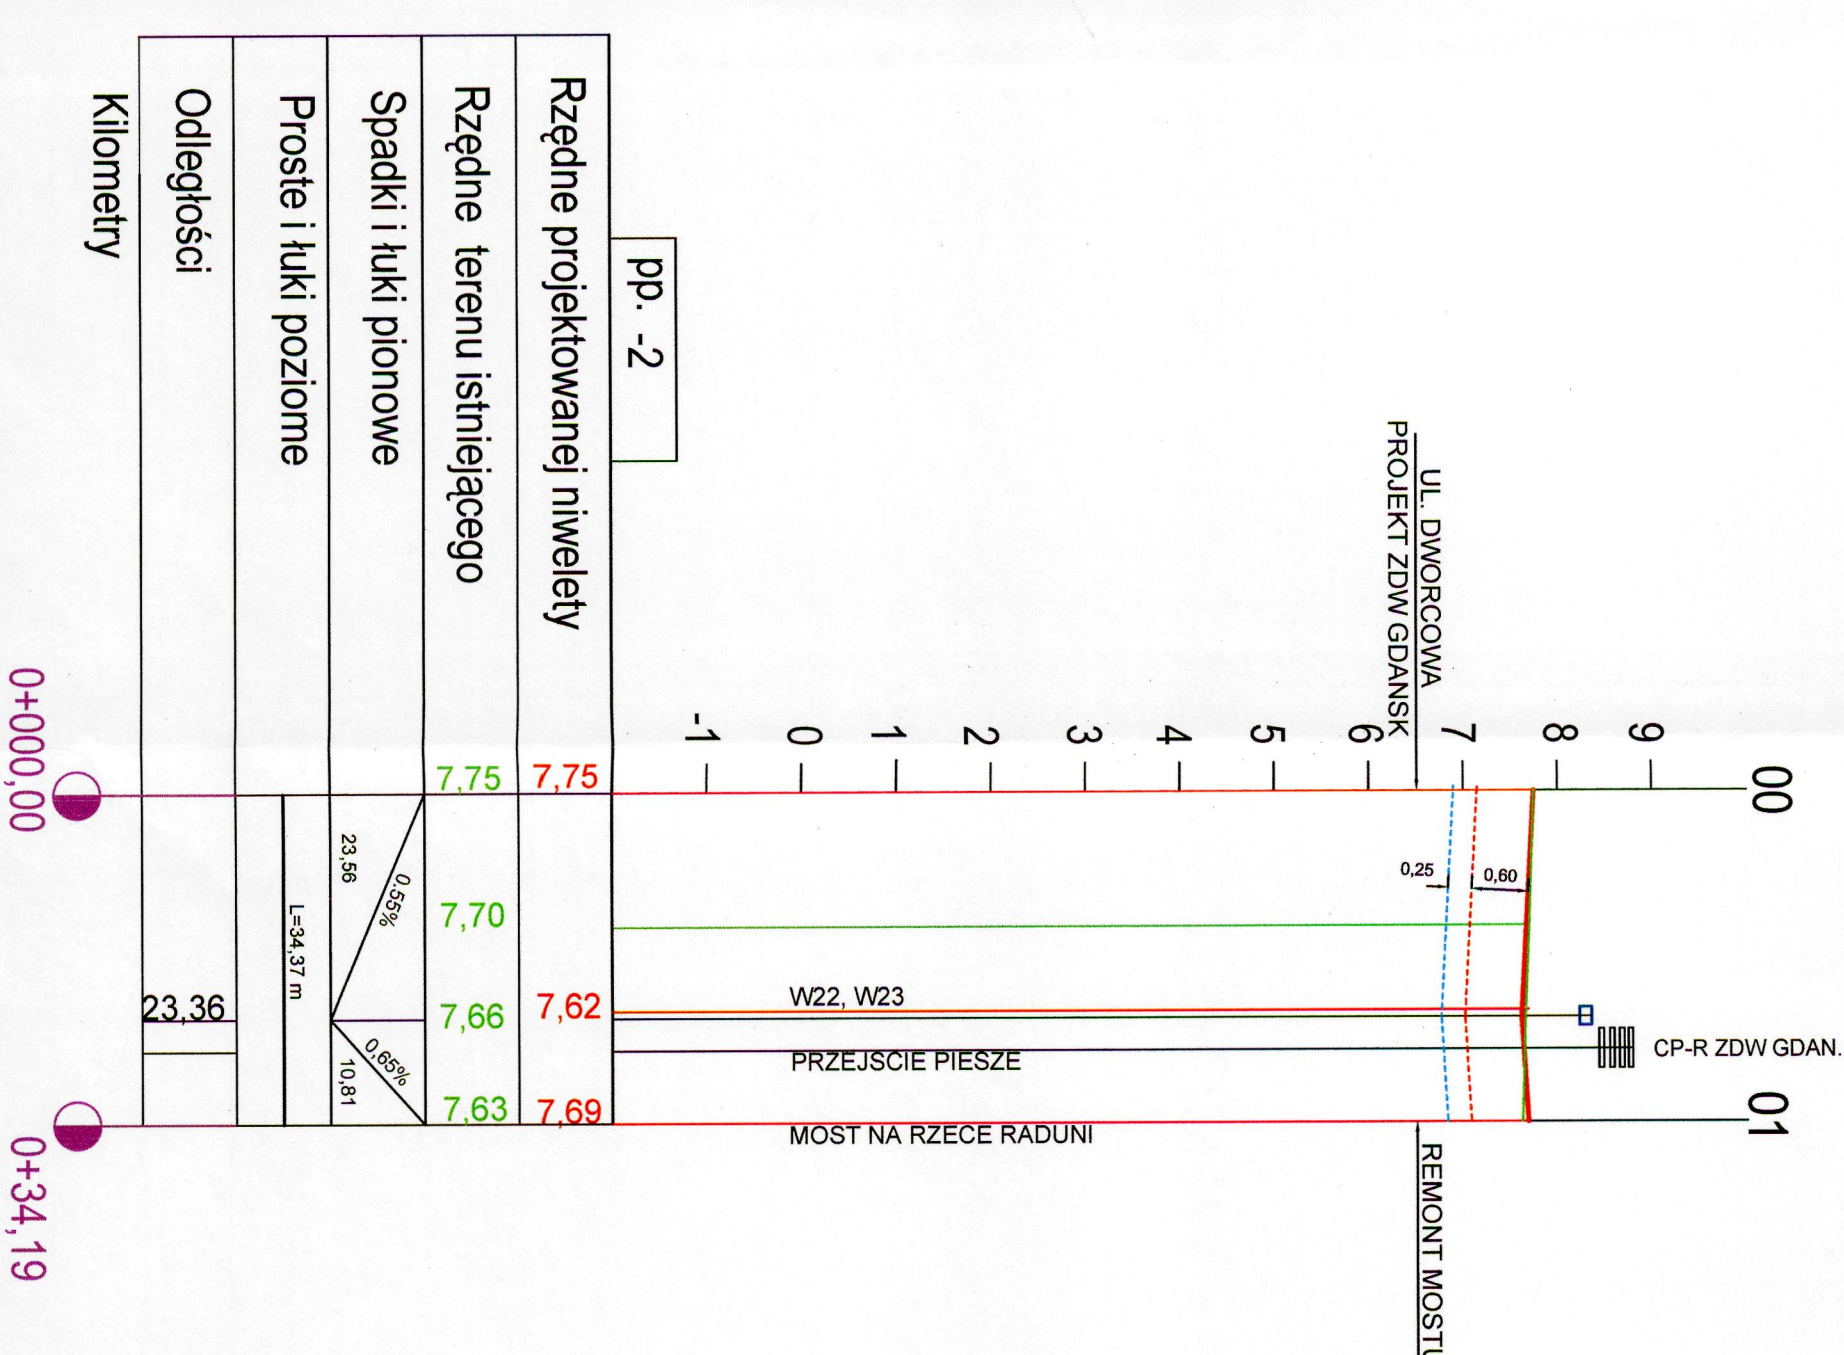 UL. DWORCOWA
PROJEKT ZDW GDANSK
REMONT MOSTU
00
01
9
8
7
6
5
4
3
2
1
0
-1
0,25
0,60
W22, W23
PRZEJSCIE PIESZE
MOST NA RZECE RADUNI
CP-R ZDW GDAN.
pp. -2
Rzędne projektowanej niwelety
7,75
7,62
7,69
Rzędne terenu istniejącego
7,75
7,70
7,66
7,63
Spadki i łuki pionowe
0.55%
23,56
0,65%
10,81
Proste i łuki poziome
L=34,37 m
Odległości
23,36
Kilometry
0+000,00
0+34,19